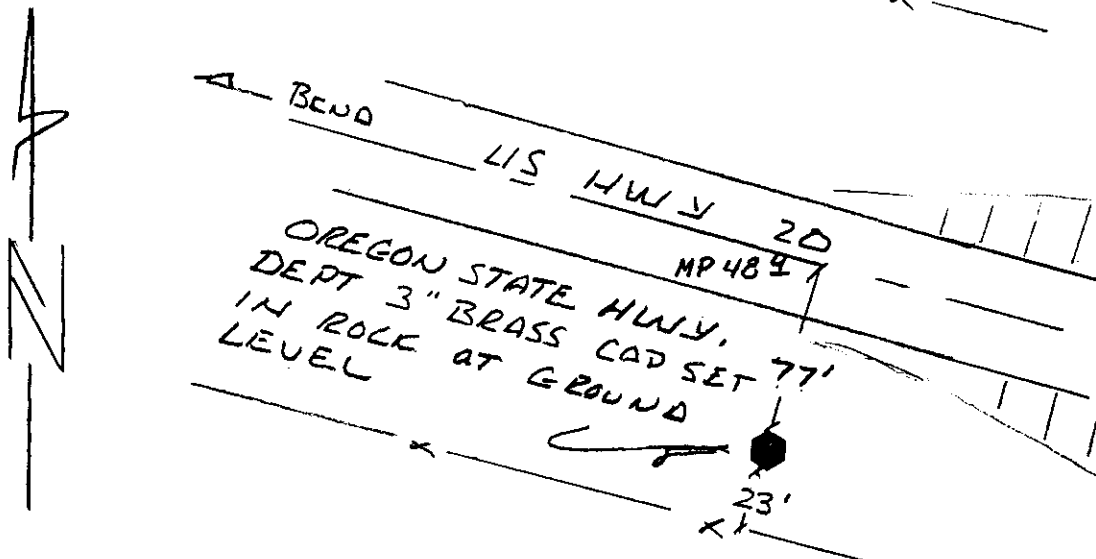 BEND
US HWY 20
MP 48 9
OREGON STATE HWY.
DEPT 3" BRASS CAP SET
IN ROCK at GROUND
LEVEL
77'
23'
N